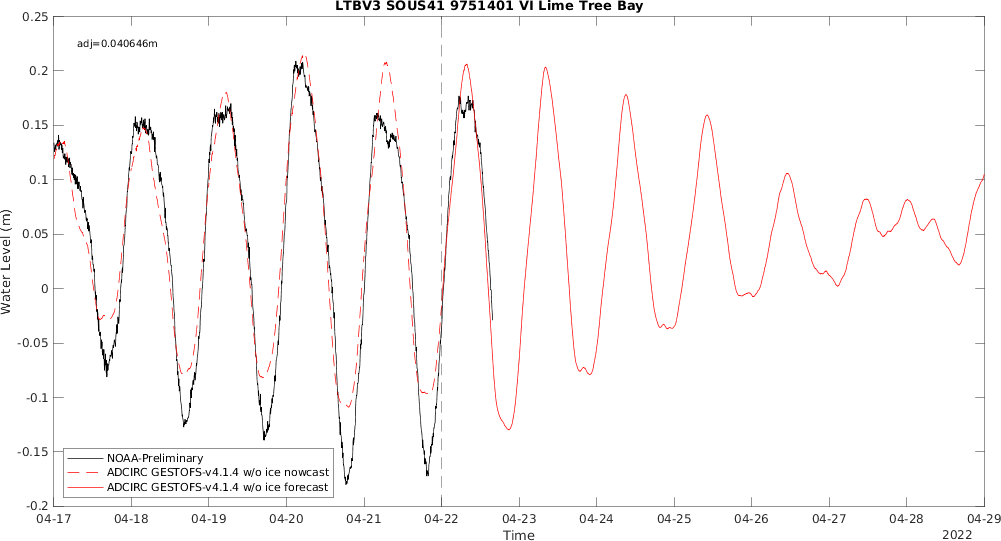 LTBV3 SOUS41 9751401 VI Lime Tree Bay
adj=0.040646m
0.25
0.2
0.15
0.1
0.05
0
-0.05
-0.1
-0.15
-0.2
Water Level (m)
NOAA-Preliminary
ADCIRC GESTOFS-v4.1.4 w/o ice nowcast
ADCIRC GESTOFS-v4.1.4 w/o ice forecast
04-17 04-18 04-19 04-20 04-21 04-22 04-23 04-24 04-25 04-26 04-27 04-28 04-29
Time
2022